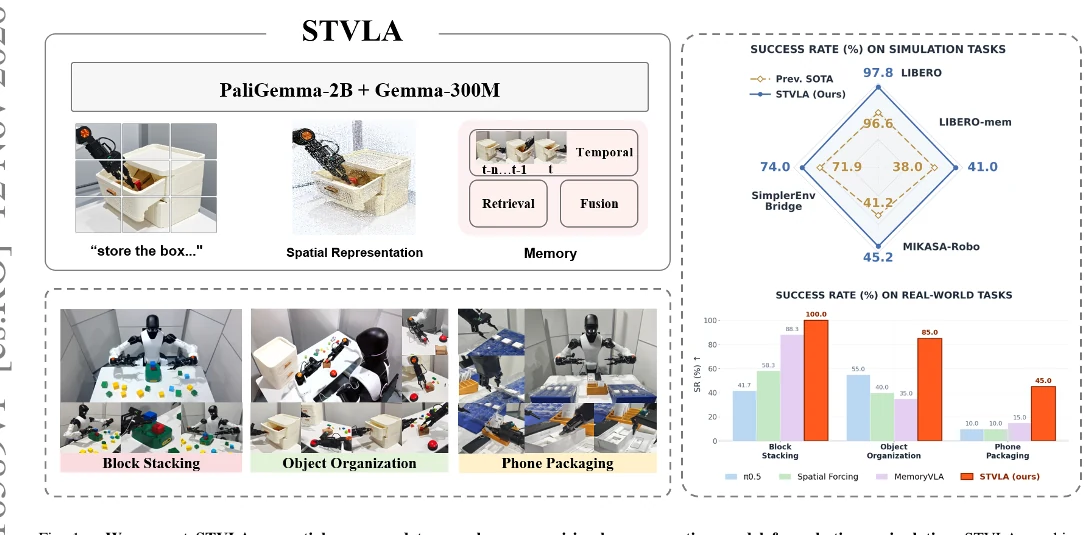 STVLA
PaliGemma-2B + Gemma-300M
“store the box..."
Spatial Representation
t-n...t-1 t
Temporal
Retrieval
Fusion
Memory
Block Stacking
Object Organization
Phone Packaging
SUCCESS RATE (%) ON SIMULATION TASKS
Prev. SOTA
STVLA (Ours)
97.8 LIBERO
96.6
LIBERO-mem
74.0
71.9
38.0
41.0
SimplerEnv
Bridge
41.2
MIKASA-Robo
45.2
SUCCESS RATE (%) ON REAL-WORLD TASKS
SR (%) ↑
100
80
60
40
20
0
41.7
58.3
88.3
100.0
55.0
40.0
35.0
85.0
10.0
10.0
15.0
45.0
Block
Stacking
Object
Organization
Phone
Packaging
π0.5
Spatial Forcing
MemoryVLA
STVLA (ours)